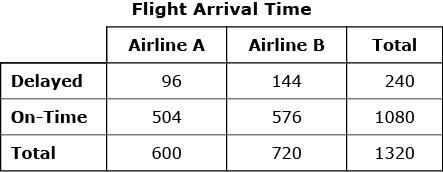 Flight Arrival Time
Airline A Airline B Total
Delayed 96 144 240
On-Time 504 576 1080
Total 600 720 1320